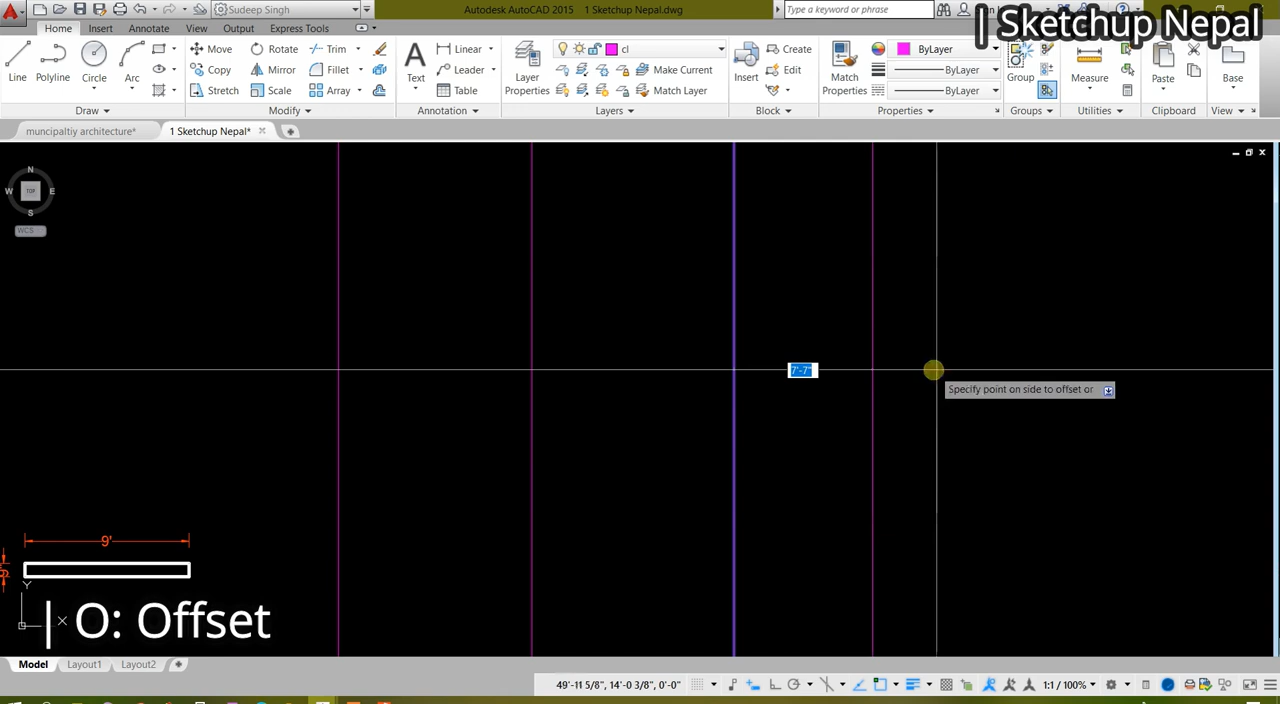 Autodesk AutoCAD 2015   1 Sketchup Nepal.dwg
Sudeep Singh
Type a keyword or phrase
| Sketchup Nepal
Home Insert Annotate View Output Express Tools
Line Polyline Circle Arc
Move Rotate Trim
Copy Mirror Fillet
Stretch Scale Array
Text
Linear
Leader
Table
Layer Properties
cl
Make Current
Match Layer
Insert
Create
Edit
Match Properties
ByLayer
ByLayer
ByLayer
Group
Measure
Paste
Base
Draw Modify Annotation Layers Block Properties Groups Utilities Clipboard View
muncipaltiy architecture* 1 Sketchup Nepal*
N
W TOP E
S
WCS
7'-7"
Specify point on side to offset or
9'
Y
X
| O: Offset
Model Layout1 Layout2
49'-11 5/8", 14'-0 3/8", 0'-0"
1:1 / 100%